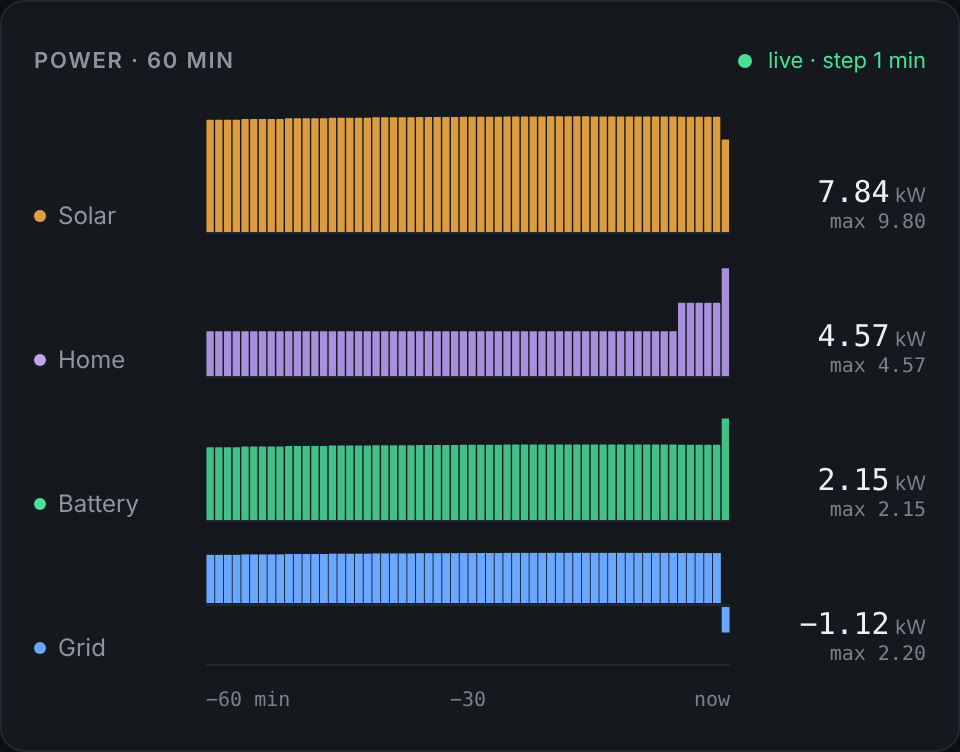 POWER · 60 MIN
live · step 1 min
Solar
7.84 kW
max 9.80
Home
4.57 kW
max 4.57
Battery
2.15 kW
max 2.15
Grid
−1.12 kW
max 2.20
−60 min
−30
now